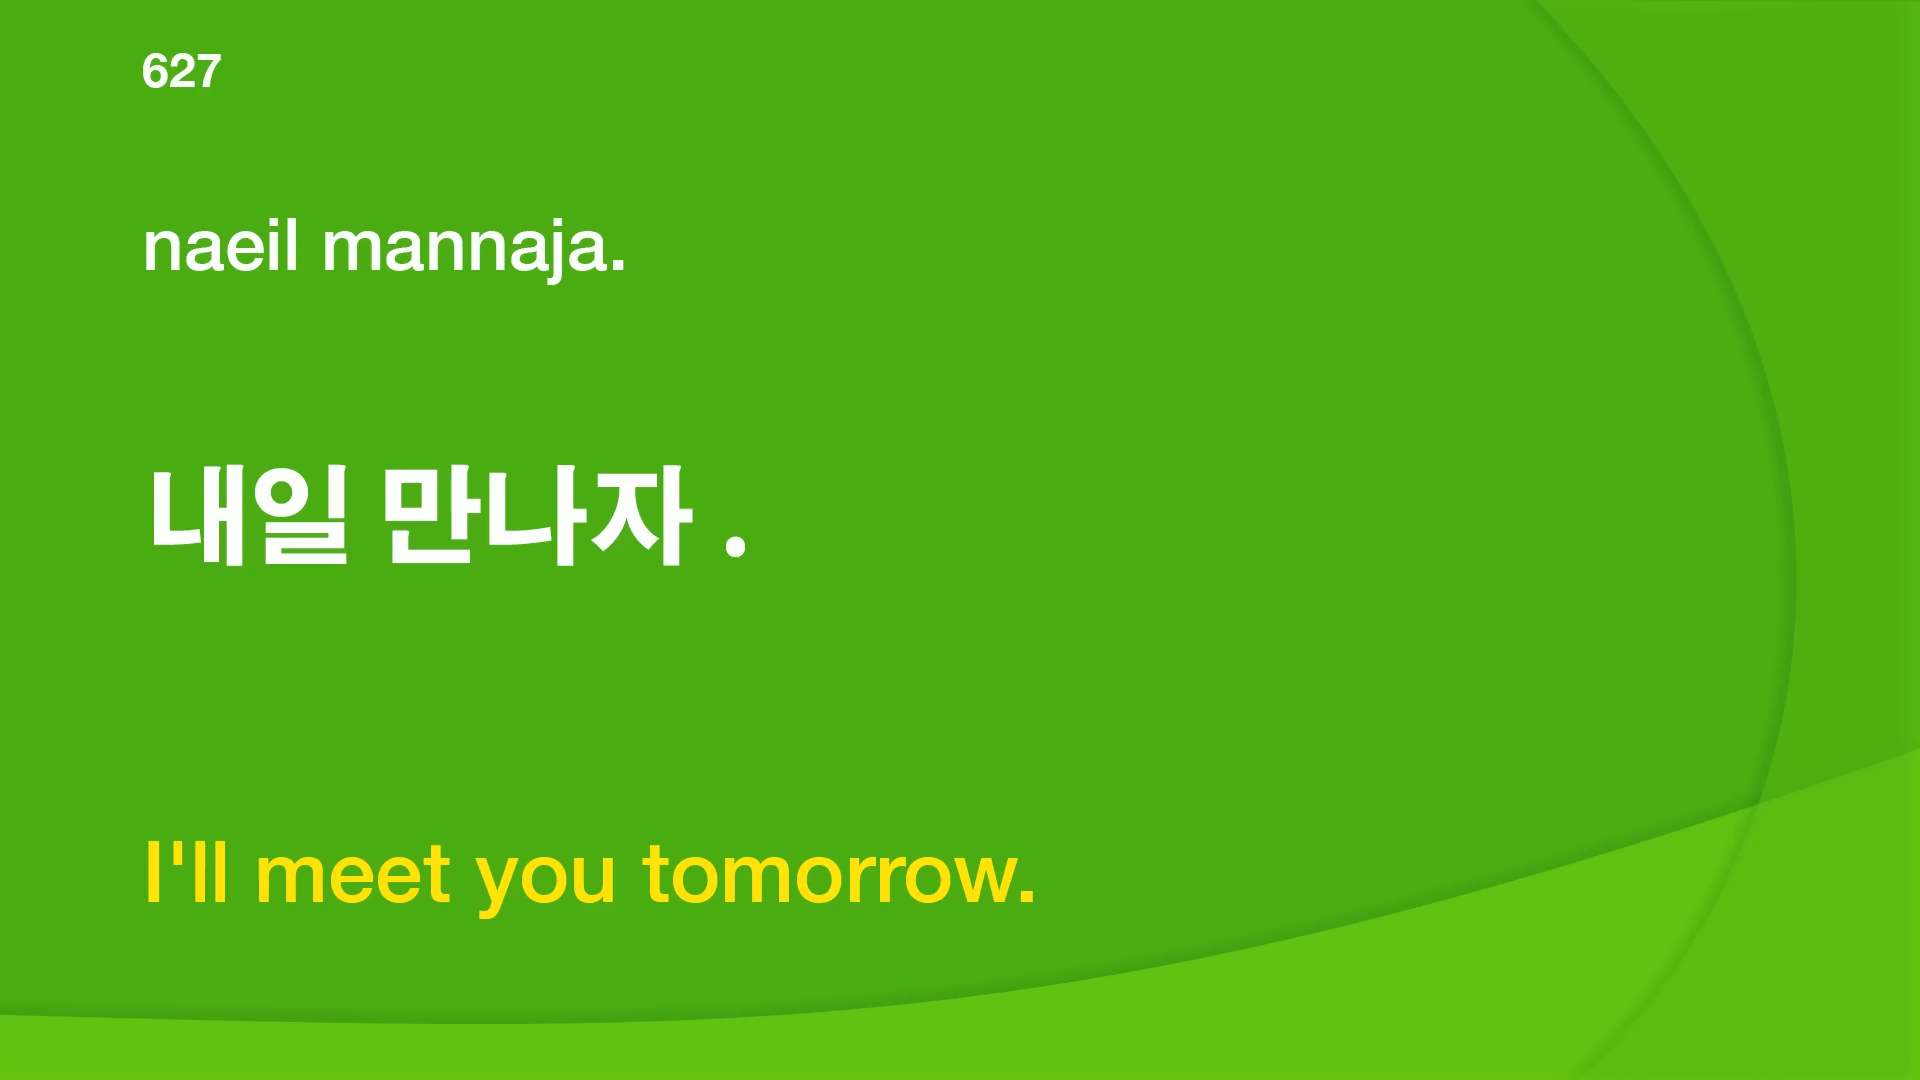 627
naeil mannaja.
내일 만나자 .
I'll meet you tomorrow.